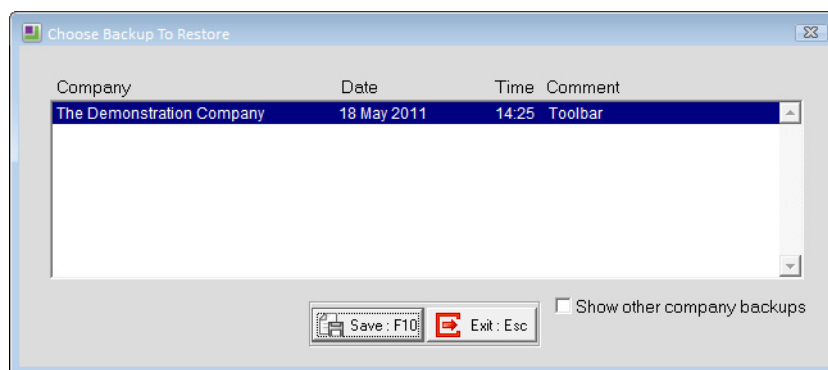 Choose Backup To Restore
Company Date Time Comment
The Demonstration Company 18 May 2011 14:25 Toolbar
Show other company backups
Save : F10 Exit : Esc